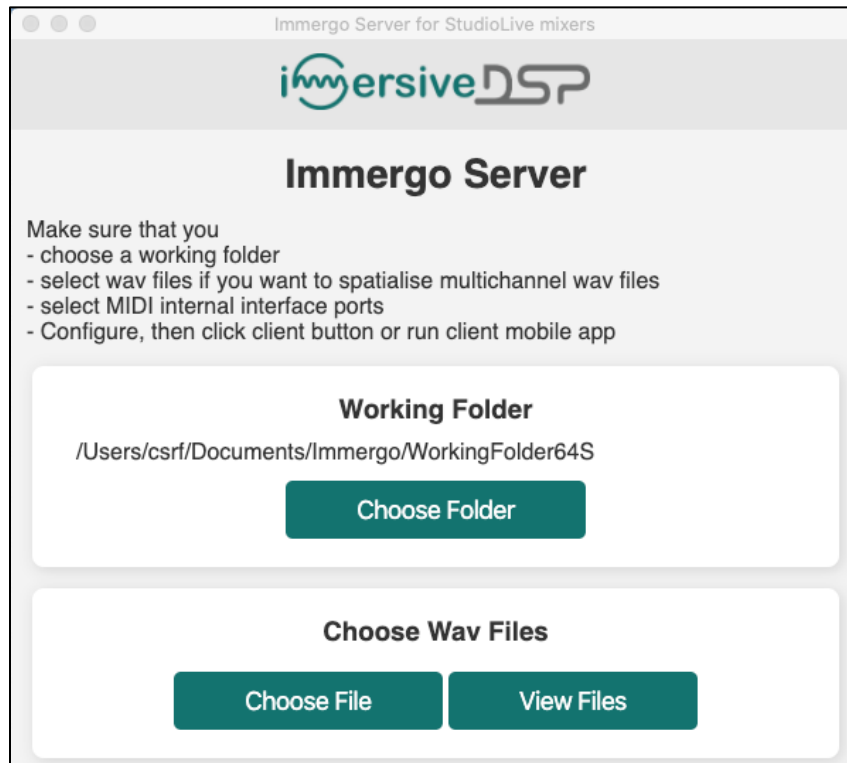 Immergo Server for StudioLive mixers
immersiveDSP
Immergo Server
Make sure that you
- choose a working folder
- select wav files if you want to spatialise multichannel wav files
- select MIDI internal interface ports
- Configure, then click client button or run client mobile app
Working Folder
/Users/csrf/Documents/Immergo/WorkingFolder64S
Choose Folder
Choose Wav Files
Choose File View Files